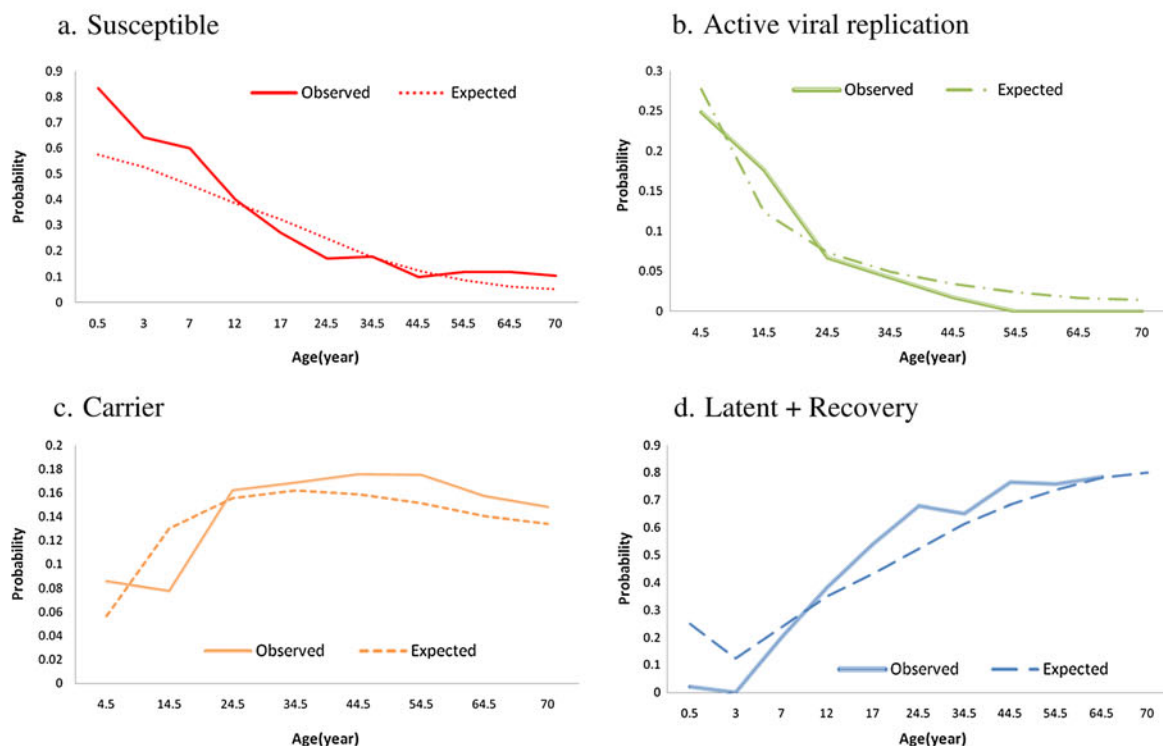 a. Susceptible
0.9
0.8
0.7
0.6
0.5
0.4
0.3
0.2
0.1
0
Probability
Observed Expected
0.5 3 7 12 17 24.5 34.5 44.5 54.5 64.5 70
Age(year)
b. Active viral replication
0.3
0.25
0.2
0.15
0.1
0.05
0
Probability
Observed Expected
4.5 14.5 24.5 34.5 44.5 54.5 64.5 70
Age(year)
c. Carrier
0.2
0.18
0.16
0.14
0.12
0.1
0.08
0.06
0.04
0.02
0
Probability
Observed Expected
4.5 14.5 24.5 34.5 44.5 54.5 64.5 70
Age(year)
d. Latent + Recovery
0.9
0.8
0.7
0.6
0.5
0.4
0.3
0.2
0.1
0
Probability
Observed Expected
0.5 3 7 12 17 24.5 34.5 44.5 54.5 64.5 70
Age(year)